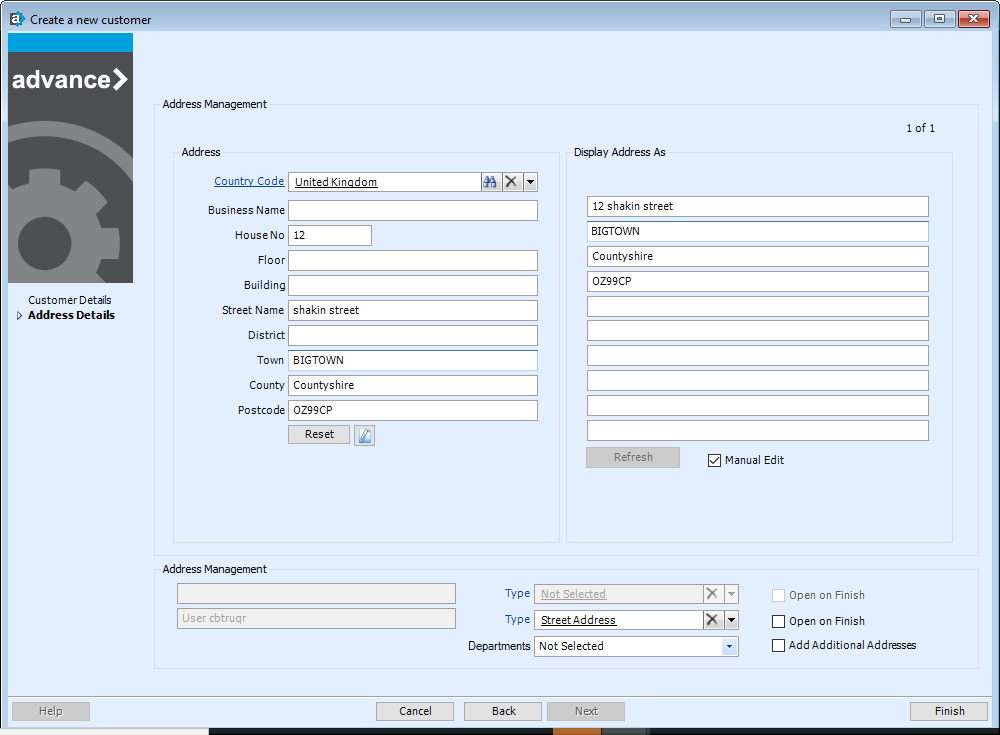 Create a new customer
advance
Address Management
1 of 1
Address
Display Address As
Country Code United Kingdom
Business Name
House No 12
Floor
Building
Street Name shakin street
District
Town BIGTOWN
County Countyshire
Postcode OZ99CP
Reset
12 shakin street
BIGTOWN
Countyshire
OZ99CP
Refresh
Manual Edit
Customer Details
Address Details
Address Management
Type Not Selected Open on Finish
User cbtruqr Type Street Address Open on Finish
Departments Not Selected Add Additional Addresses
Help Cancel Back Next Finish